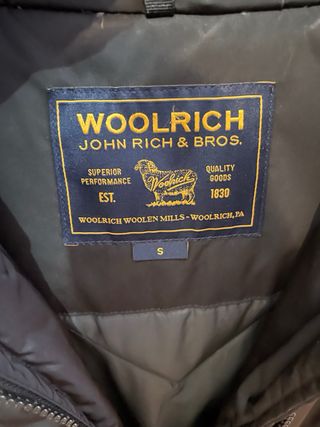 WOOLRICH
JOHN RICH & BROS.
SUPERIOR PERFORMANCE
QUALITY GOODS
Woolrich
EST. 1830
WOOLRICH WOOLEN MILLS - WOOLRICH, PA
S